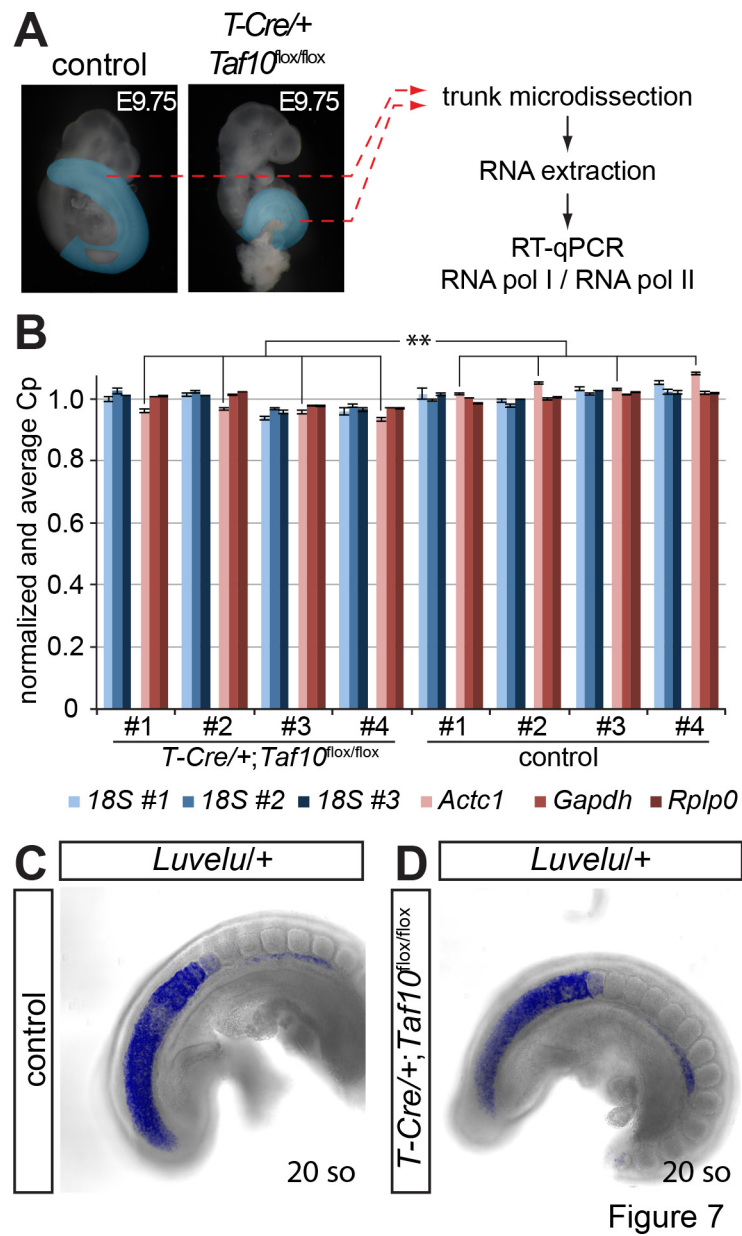 A
control
T-Cre/+
Taf10flox/flox
E9.75
E9.75
trunk microdissection
RNA extraction
RT-qPCR
RNA pol I / RNA pol II
B
**
normalized and average Cp
1.0
0.8
0.6
0.4
0.2
0
#1 #2 #3 #4 #1 #2 #3 #4
T-Cre/+;Taf10flox/flox control
18S #1 18S #2 18S #3 Actc1 Gapdh Rplp0
C
Luvelu/+
control
20 so
D
Luvelu/+
T-Cre/+;Taf10flox/flox
20 so
Figure 7